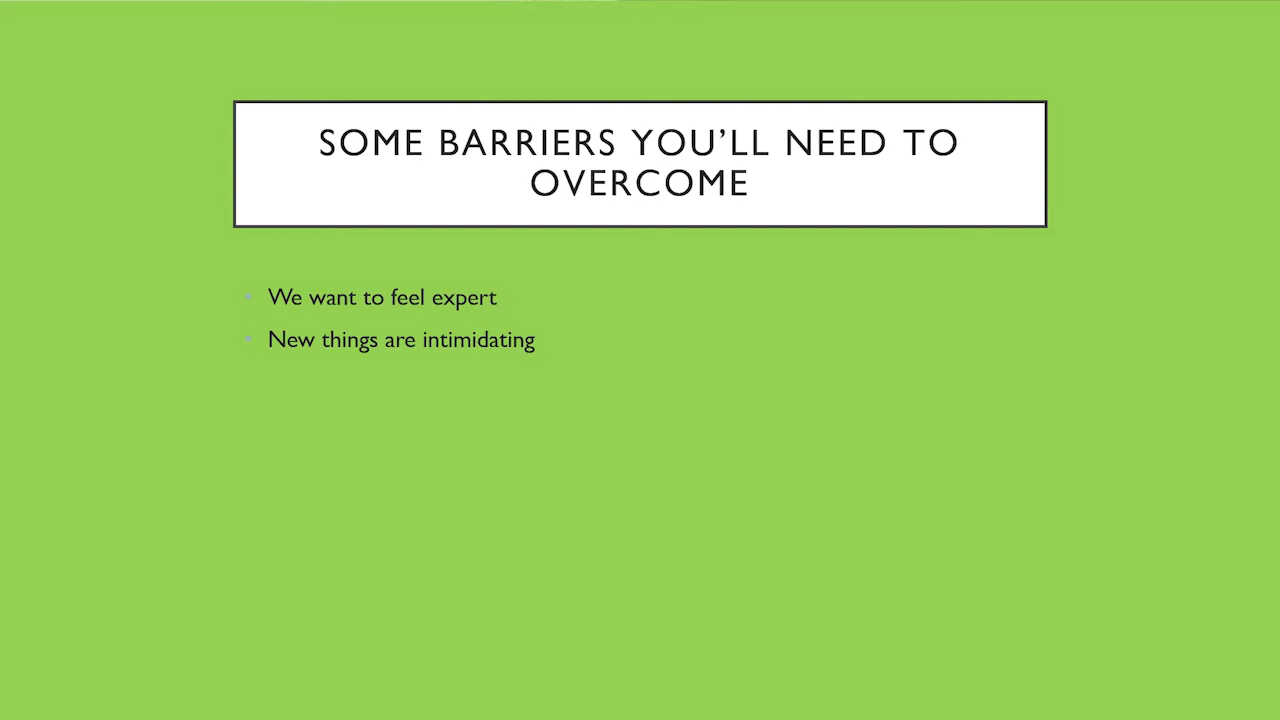 SOME BARRIERS YOU’LL NEED TO
OVERCOME
• We want to feel expert
• New things are intimidating